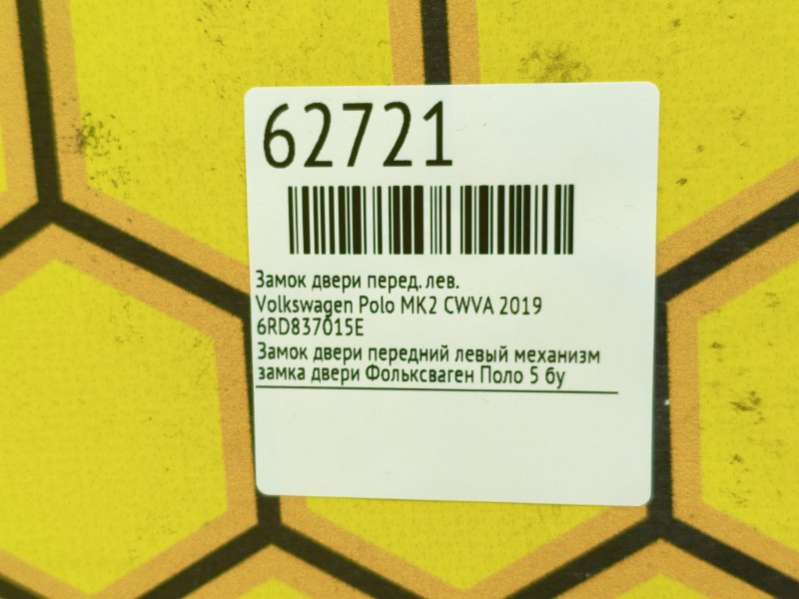 62721
Замок двери перед. лев.
Volkswagen Polo MK2 CWVA 2019
6RD837015E
Замок двери передний левый механизм
замка двери Фольксваген Поло 5 бу